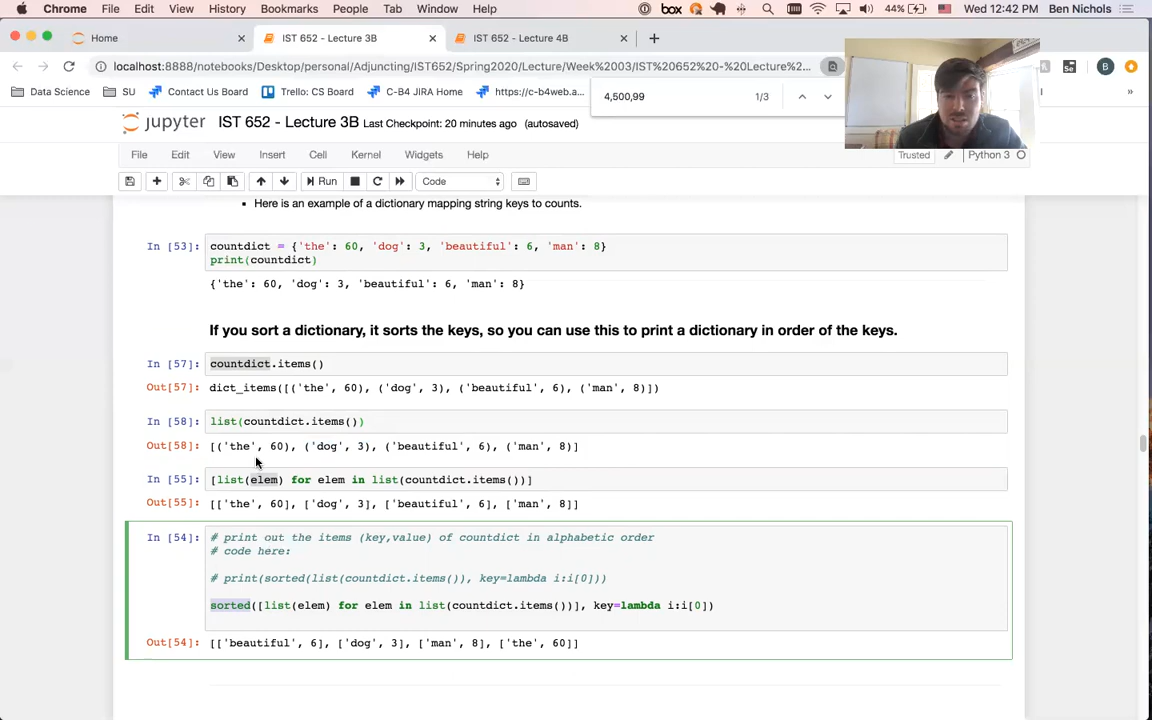 Chrome File Edit View History Bookmarks People Tab Window Help box 44% Wed 12:42 PM Ben Nichols
Home IST 652 - Lecture 3B IST 652 - Lecture 4B
localhost:8888/notebooks/Desktop/personal/Adjuncting/IST652/Spring2020/Lecture/Week%2003/IST%20652%20-%20Lecture%2... Se B
Data Science SU Contact Us Board Trello: CS Board C-B4 JIRA Home https://c-b4web.a... »
4,500,99 1/3
jupyter IST 652 - Lecture 3B Last Checkpoint: 20 minutes ago (autosaved)
File Edit View Insert Cell Kernel Widgets Help Trusted Python 3
Run Code
• Here is an example of a dictionary mapping string keys to counts.
In [53]: countdict = {'the': 60, 'dog': 3, 'beautiful': 6, 'man': 8}
print(countdict)
{'the': 60, 'dog': 3, 'beautiful': 6, 'man': 8}
If you sort a dictionary, it sorts the keys, so you can use this to print a dictionary in order of the keys.
In [57]: countdict.items()
Out[57]: dict_items([('the', 60), ('dog', 3), ('beautiful', 6), ('man', 8)])
In [58]: list(countdict.items())
Out[58]: [('the', 60), ('dog', 3), ('beautiful', 6), ('man', 8)]
In [55]: [list(elem) for elem in list(countdict.items())]
Out[55]: [['the', 60], ['dog', 3], ['beautiful', 6], ['man', 8]]
In [54]: # print out the items (key,value) of countdict in alphabetic order
# code here:
# print(sorted(list(countdict.items()), key=lambda i:i[0]))
sorted([list(elem) for elem in list(countdict.items())], key=lambda i:i[0])
Out[54]: [['beautiful', 6], ['dog', 3], ['man', 8], ['the', 60]]